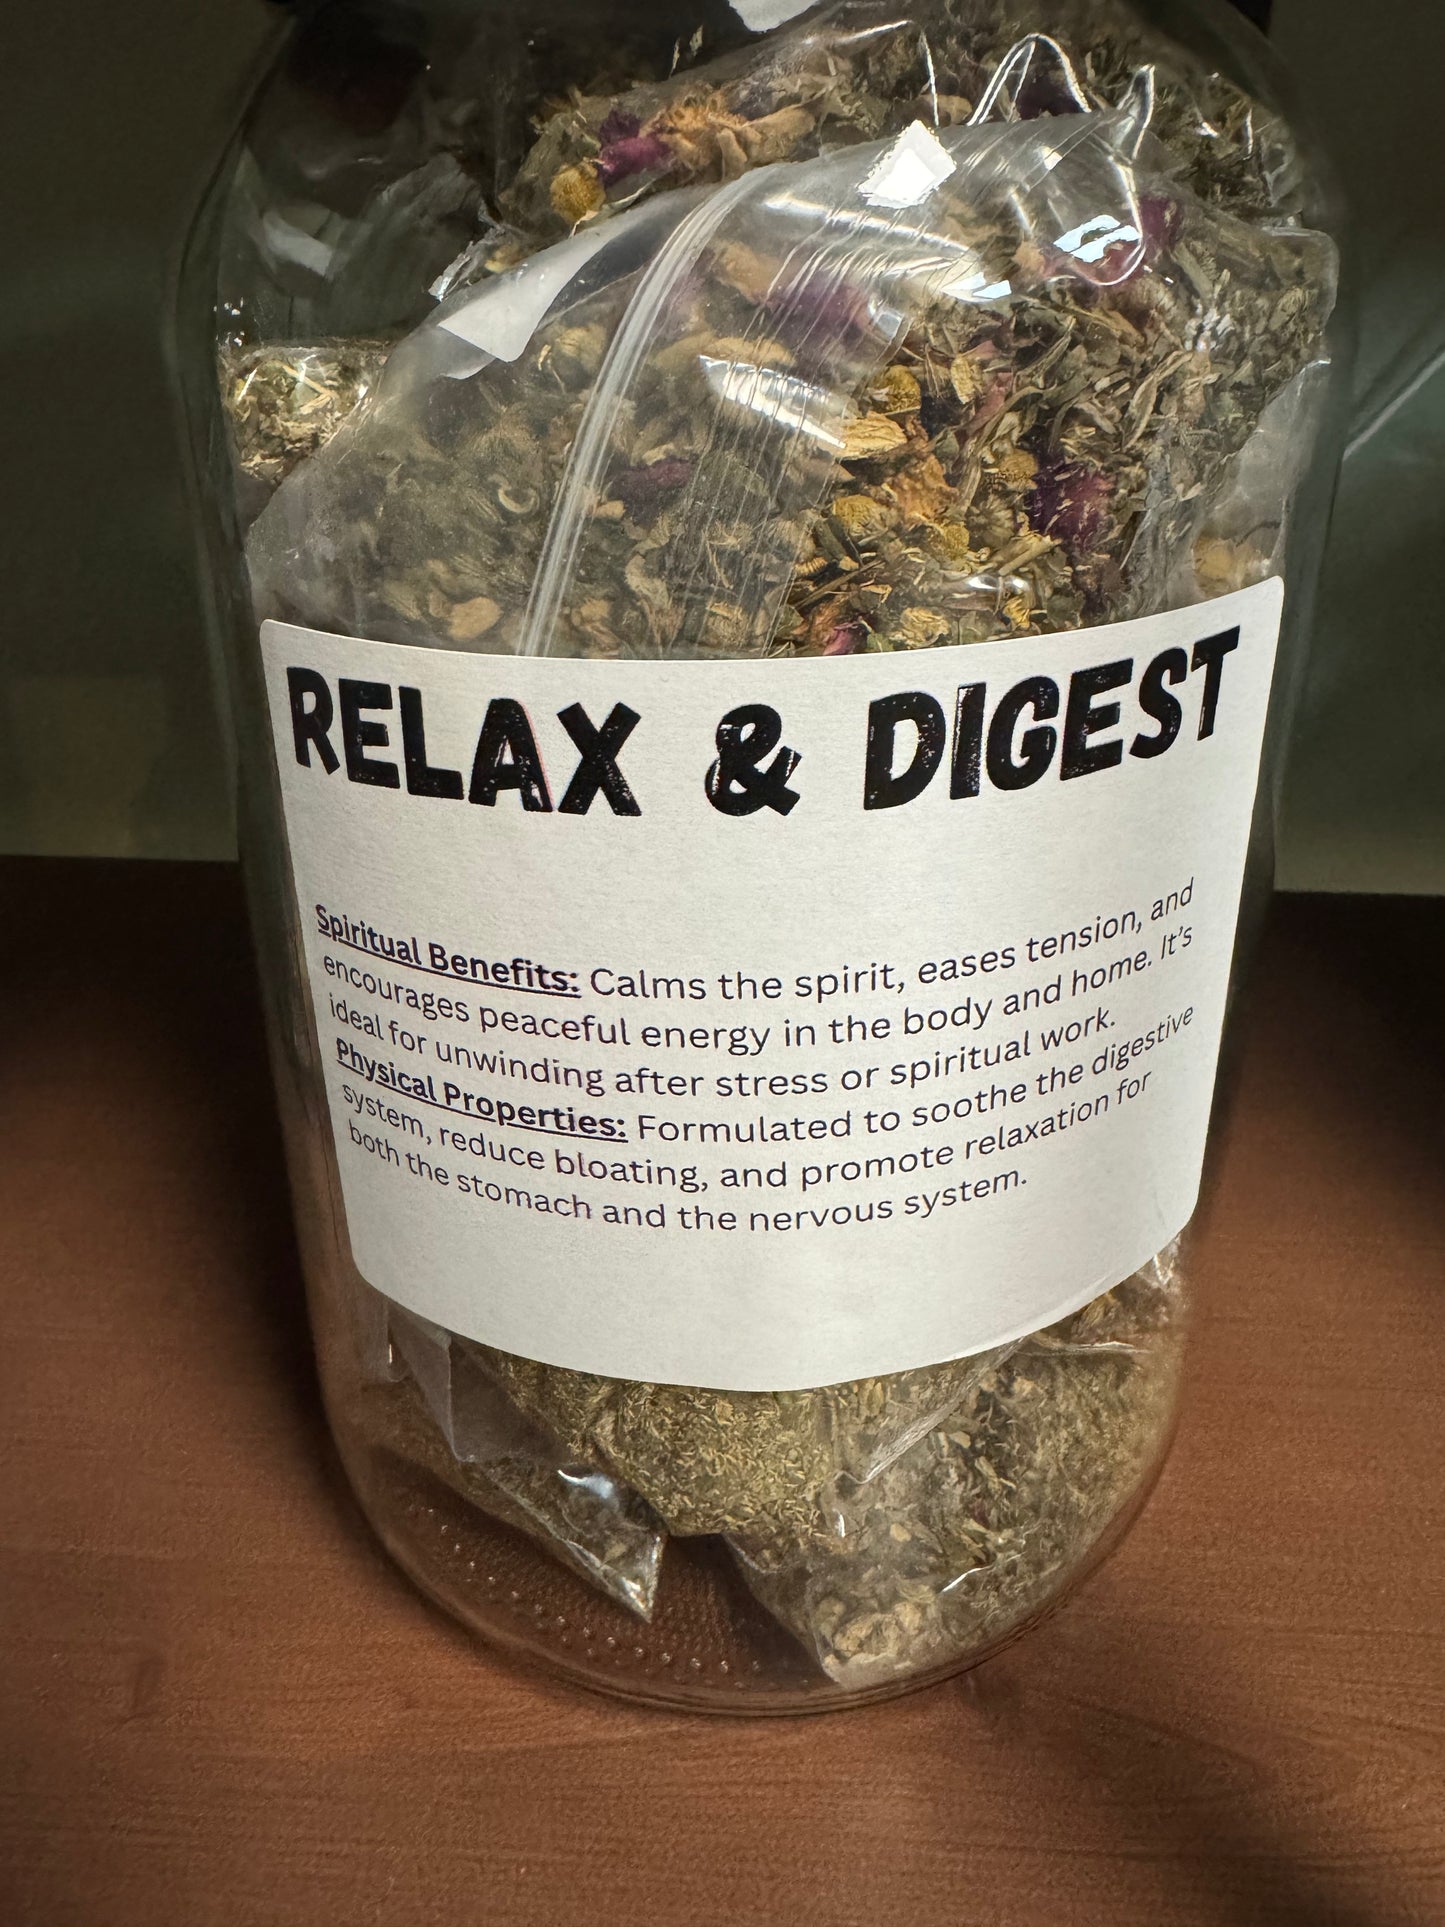 RELAX & DIGEST
Spiritual Benefits: Calms the spirit, eases tension, and
encourages peaceful energy in the body and home. It's
ideal for unwinding after stress or spiritual work.
Physical Properties: Formulated to soothe the digestive
system, reduce bloating, and promote relaxation for
both the stomach and the nervous system.